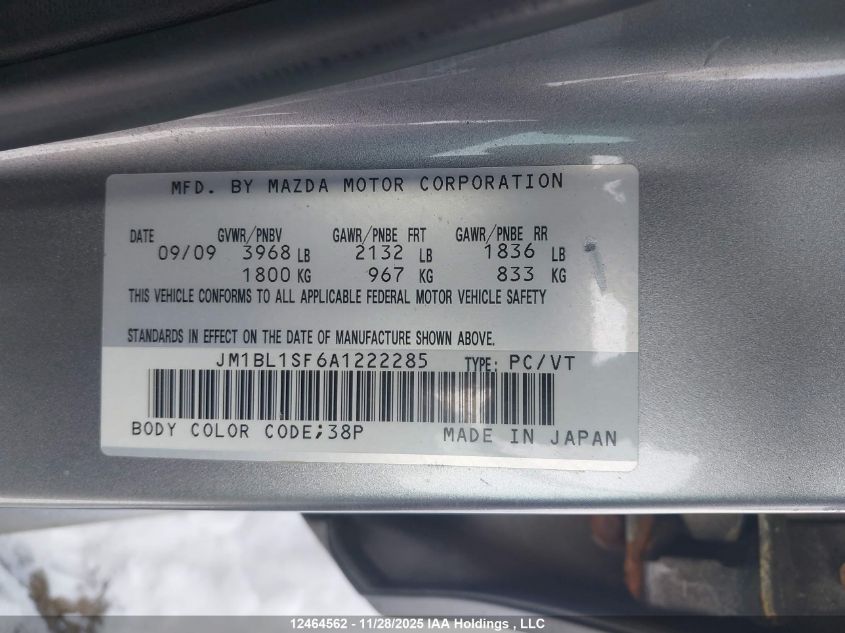 MFD. BY MAZDA MOTOR CORPORATION
DATE GVWR/PNBV GAWR/PNBE FRT GAWR/PNBE RR
09/09 3968 LB 2132 LB 1836 LB
1800 KG 967 KG 833 KG
THIS VEHICLE CONFORMS TO ALL APPLICABLE FEDERAL MOTOR VEHICLE SAFETY
STANDARDS IN EFFECT ON THE DATE OF MANUFACTURE SHOWN ABOVE.
JM1BL1SF6A1222285 TYPE: PC/VT
BODY COLOR CODE;38P MADE IN JAPAN
12464562 - 11/28/2025 IAA Holdings , LLC